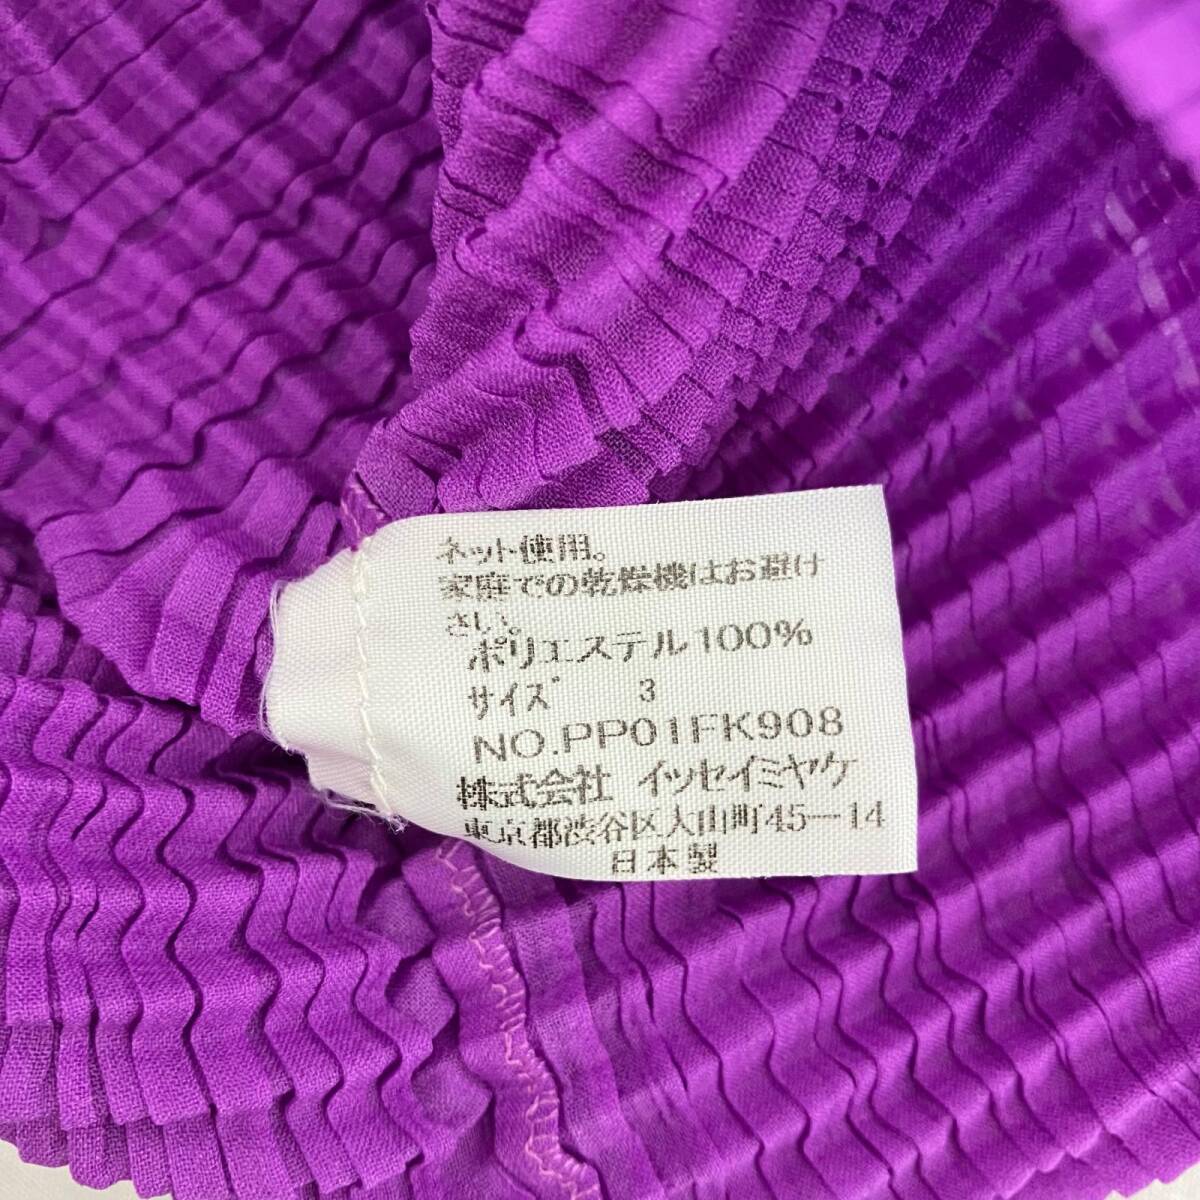 ネット使用。
家庭での乾燥機はお避け
さい。
ポリエステル100%
サイズ 3
NO.PP01FK908
株式会社 イッセイミヤケ
東京都渋谷区大山町45－14
日本製